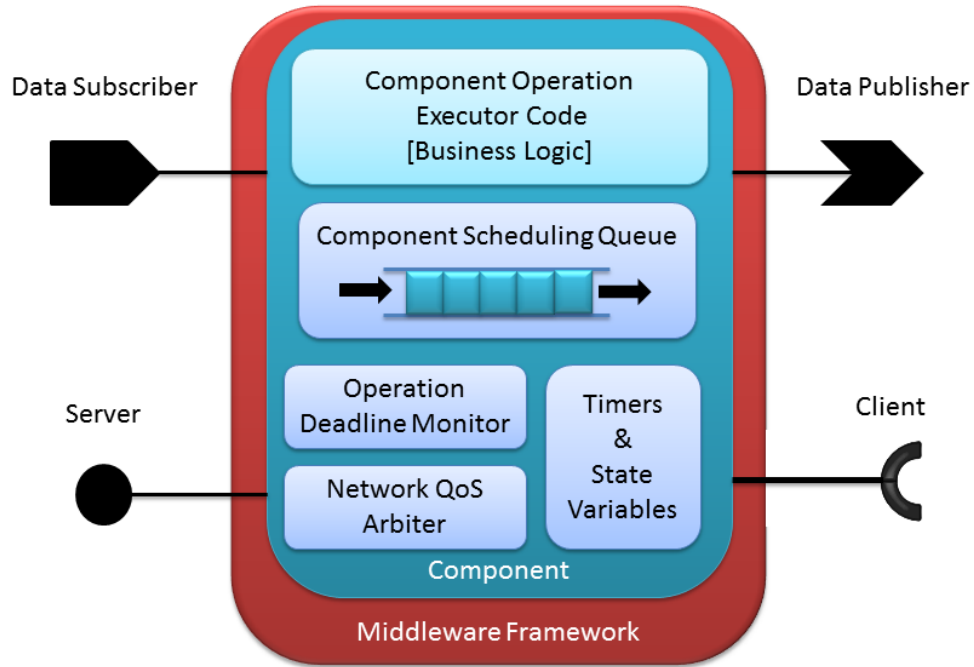 Data Subscriber
Component Operation
Executor Code
[Business Logic]
Data Publisher
Component Scheduling Queue
Server
Operation
Deadline Monitor
Network QoS
Arbiter
Timers
&
State
Variables
Client
Component
Middleware Framework